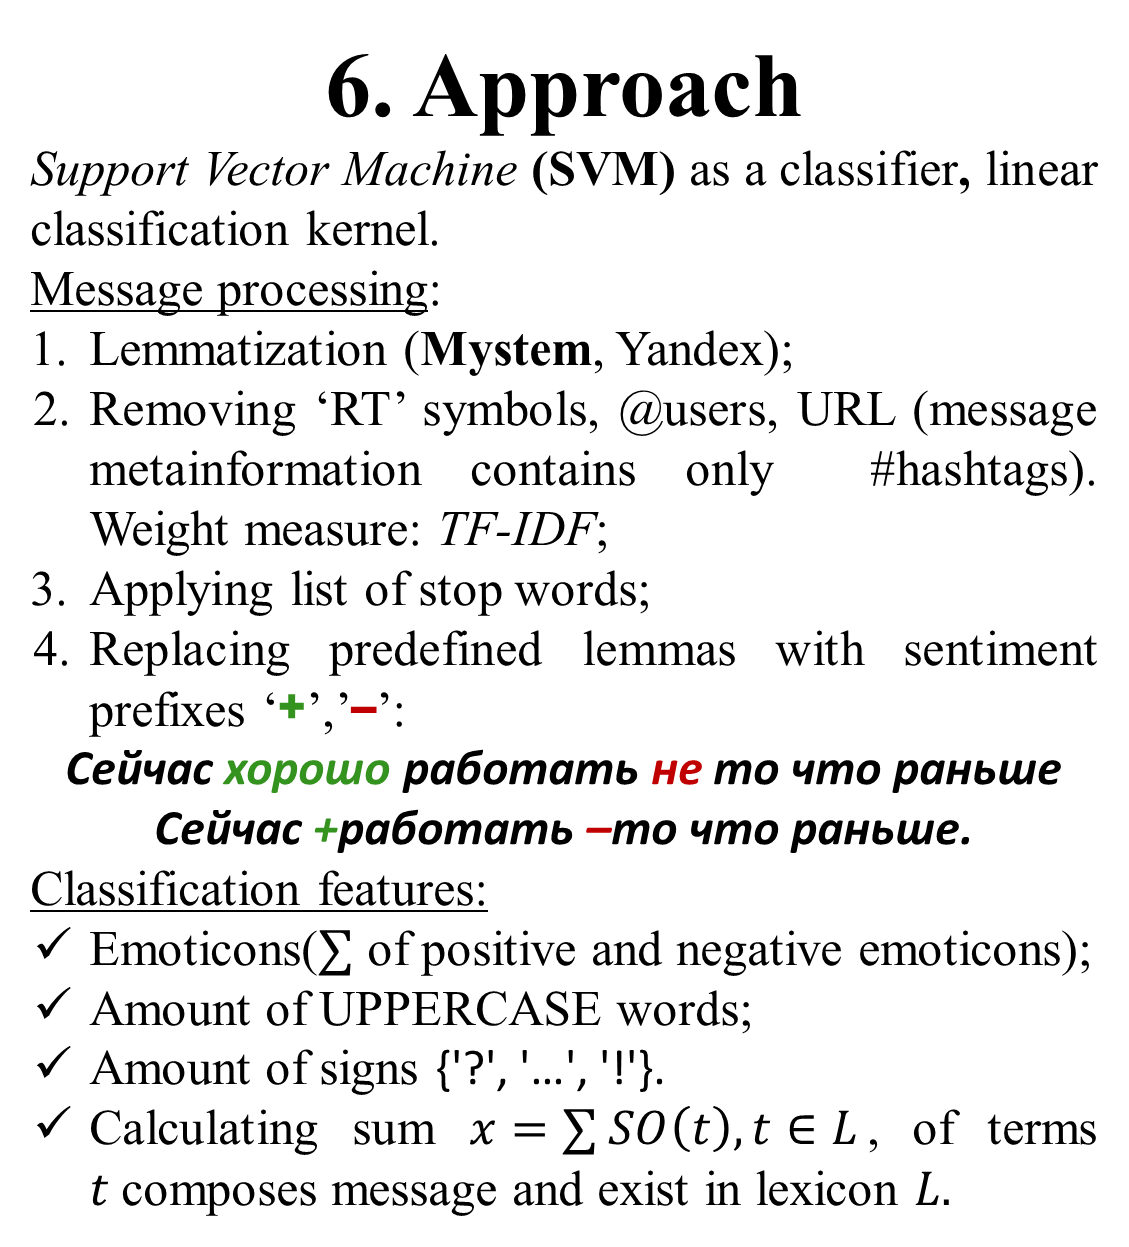 6. Approach
Support Vector Machine (SVM) as a classifier, linear
classification kernel.
Message processing:
1. Lemmatization (Mystem, Yandex);
2. Removing ‘RT’ symbols, @users, URL (message
metainformation contains only #hashtags).
Weight measure: TF-IDF;
3. Applying list of stop words;
4. Replacing predefined lemmas with sentiment
prefixes ‘+’,’–’:
Сейчас хорошо работать не то что раньше
Сейчас +работать –то что раньше.
Classification features:
✓ Emoticons(∑ of positive and negative emoticons);
✓ Amount of UPPERCASE words;
✓ Amount of signs {'?', '...', '!'}.
✓ Calculating sum x = ∑ SO(t), t ∈ L , of terms
t composes message and exist in lexicon L.